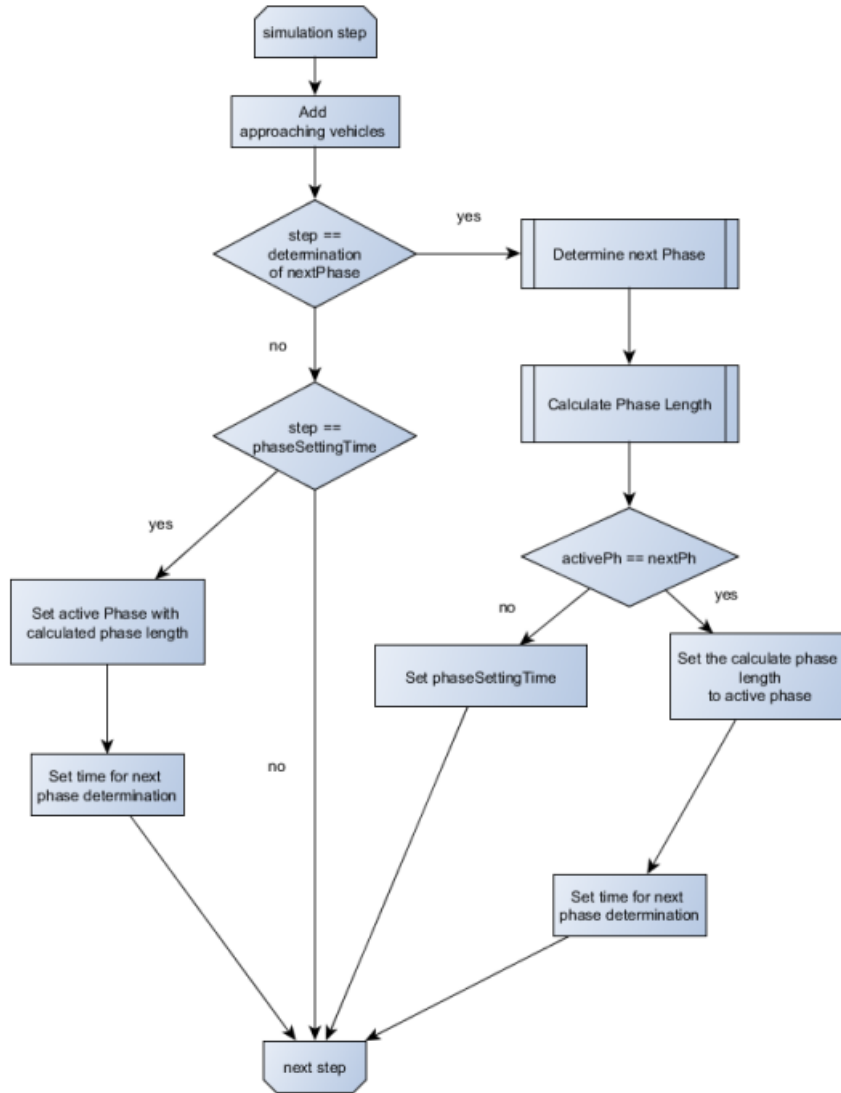 simulation step
Add
approaching vehicles
step ==
determination
of nextPhase
yes
Determine next Phase
no
Calculate Phase Length
step ==
phaseSettingTime
yes
activePh == nextPh
no
yes
Set active Phase with
calculated phase length
Set phaseSettingTime
Set the calculate phase
length
to active phase
no
Set time for next
phase determination
Set time for next
phase determination
next step